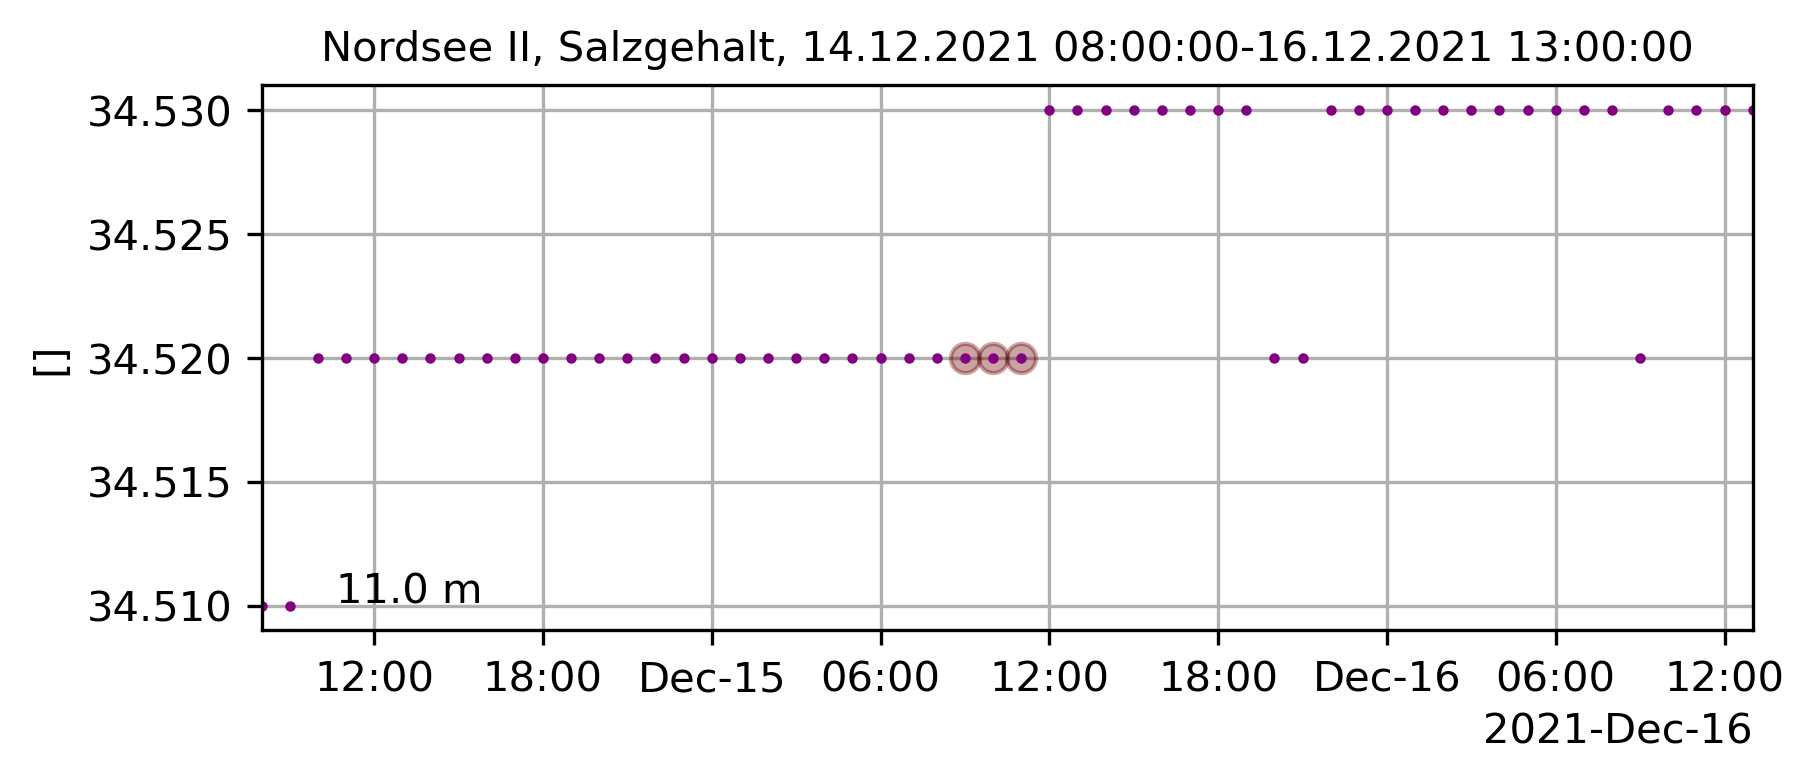 Nordsee II, Salzgehalt, 14.12.2021 08:00:00-16.12.2021 13:00:00
34.530
34.525
[] 34.520
34.515
34.510
11.0 m
12:00 18:00 Dec-15 06:00 12:00 18:00 Dec-16 06:00 12:00
2021-Dec-16